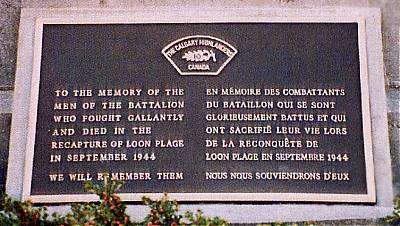 THE CALGARY HIGHLANDERS
CANADA
TO THE MEMORY OF THE
MEN OF THE BATTALION
WHO FOUGHT GALLANTLY
AND DIED IN THE
RECAPTURE OF LOON PLAGE
IN SEPTEMBER 1944
WE WILL REMEMBER THEM
EN MÉMOIRE DES COMBATTANTS
DU BATAILLON QUI SE SONT
GLORIEUSEMENT BATTUS ET QUI
ONT SACRIFIÉ LEUR VIE LORS
DE LA RECONQUÊTE DE
LOON PLAGE EN SEPTEMBRE 1944
NOUS NOUS SOUVIENDRONS D'EUX